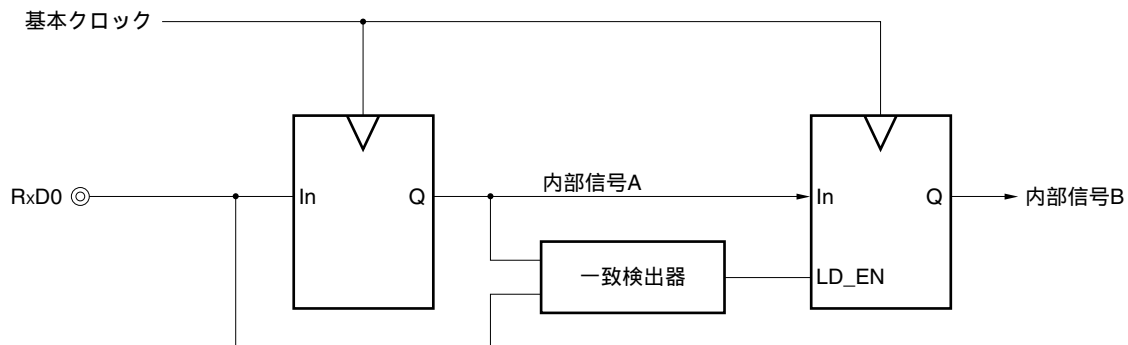 基本クロック
RxD0
In
Q
内部信号A
In
Q
内部信号B
一致検出器
LD_EN